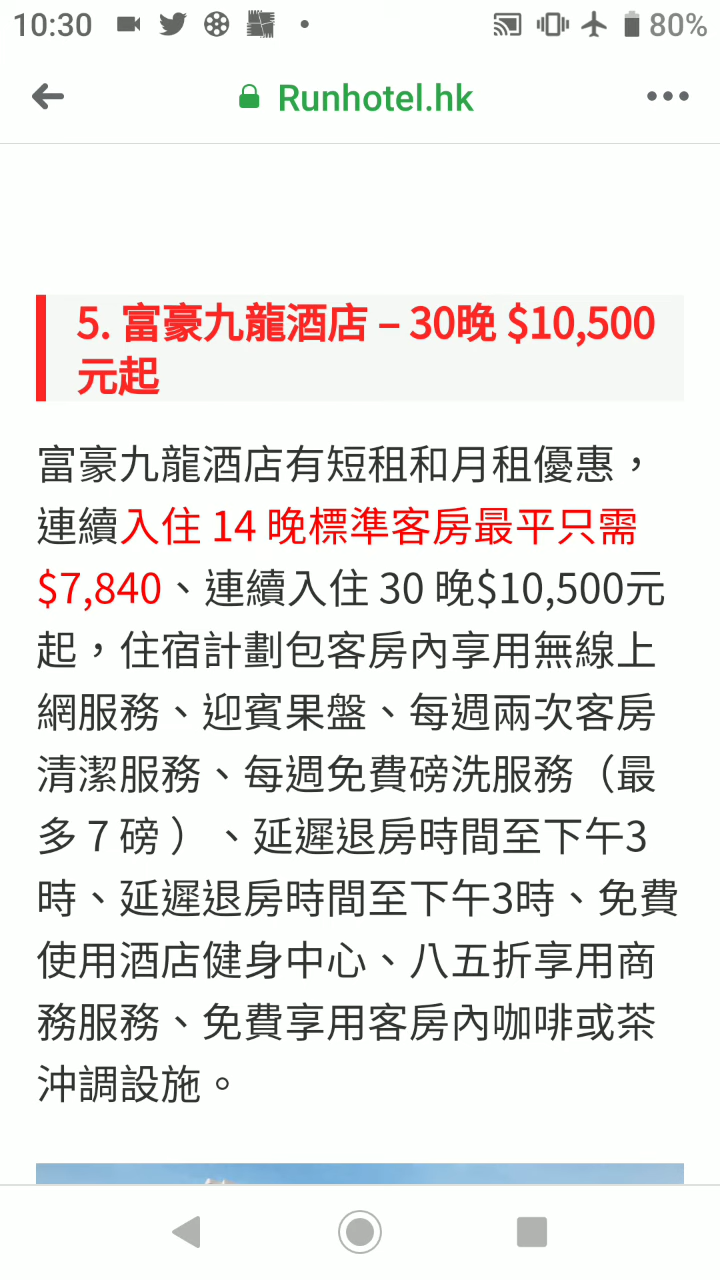 10:30
80%
Runhotel.hk
5. 富豪九龍酒店 – 30晚 $10,500
元起
富豪九龍酒店有短租和月租優惠，
連續入住 14 晚標準客房最平只需
$7,840、連續入住 30 晚$10,500元
起，住宿計劃包客房內享用無線上
網服務、迎賓果盤、每週兩次客房
清潔服務、每週免費磅洗服務（最
多 7 磅 ） 、延遲退房時間至下午3
時、延遲退房時間至下午3時、免費
使用酒店健身中心、八五折享用商
務服務、免費享用客房內咖啡或茶
沖調設施。